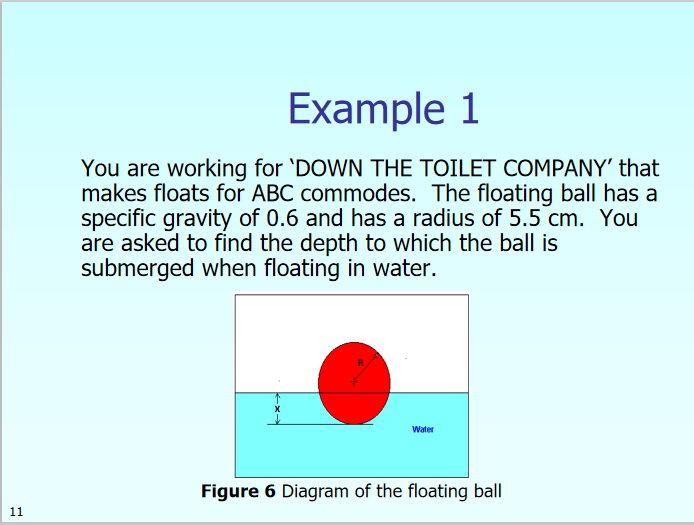 Example 1
You are working for ‘DOWN THE TOILET COMPANY’ that
makes floats for ABC commodes.  The floating ball has a
specific gravity of 0.6 and has a radius of 5.5 cm.  You
are asked to find the depth to which the ball is
submerged when floating in water.
R
x
Water
Figure 6 Diagram of the floating ball
11